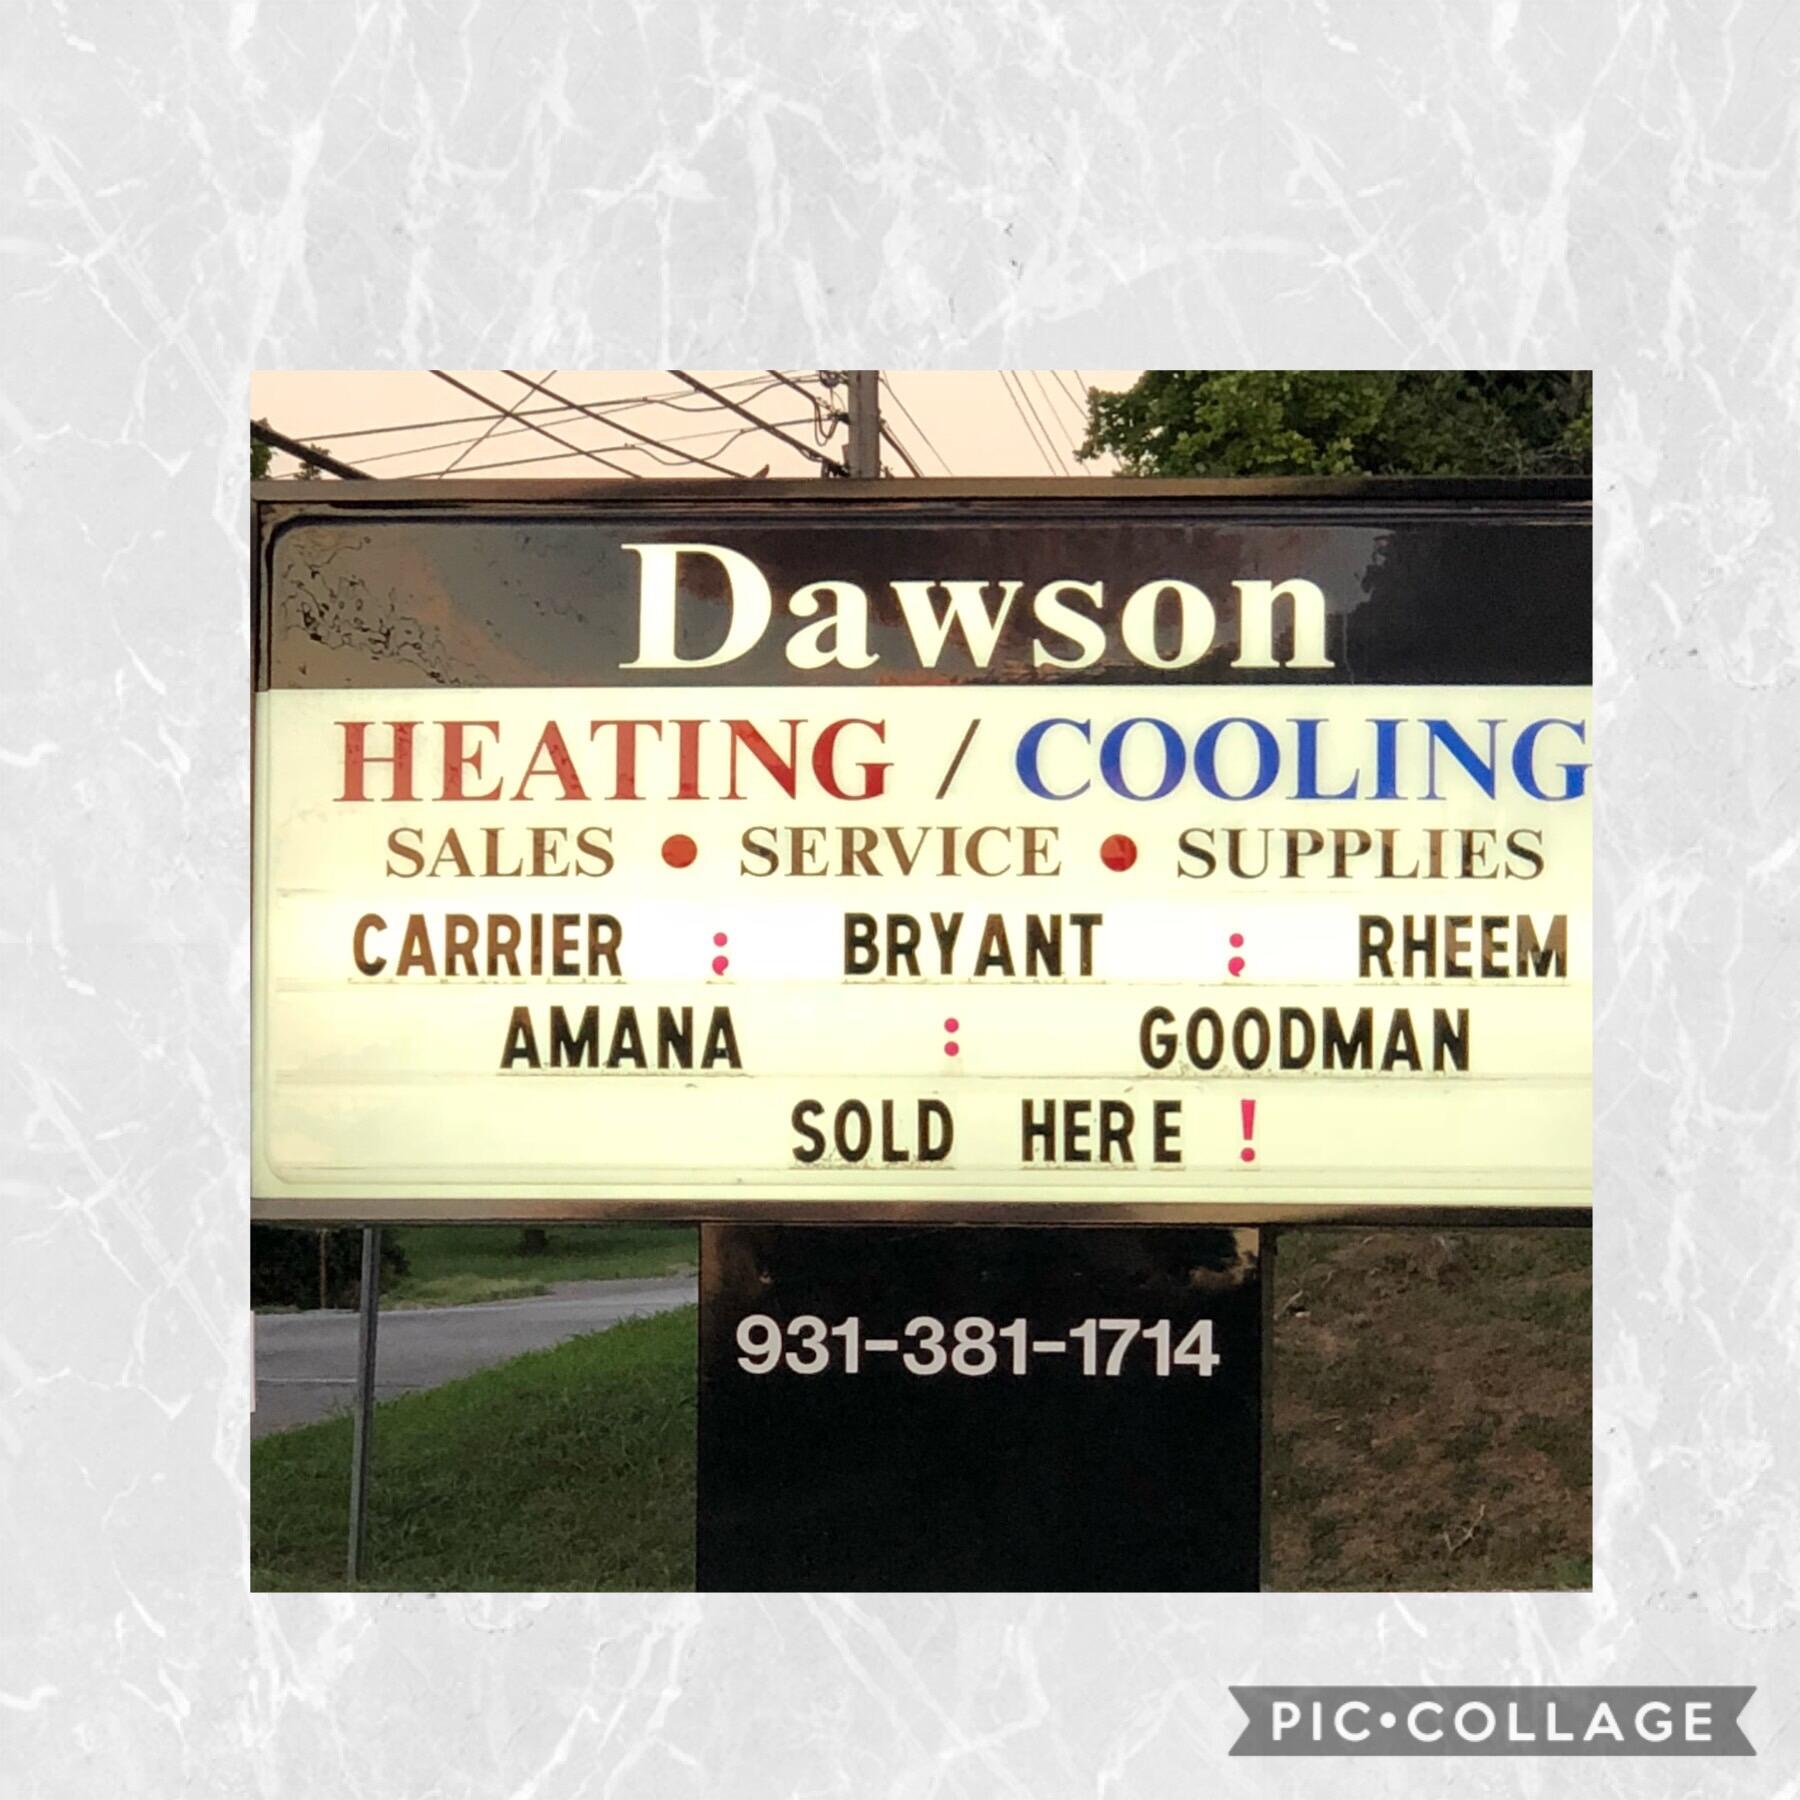 Dawson
HEATING / COOLING
SALES • SERVICE • SUPPLIES
CARRIER ; BRYANT ; RHEEM
AMANA : GOODMAN
SOLD HERE !
931-381-1714
PIC•COLLAGE